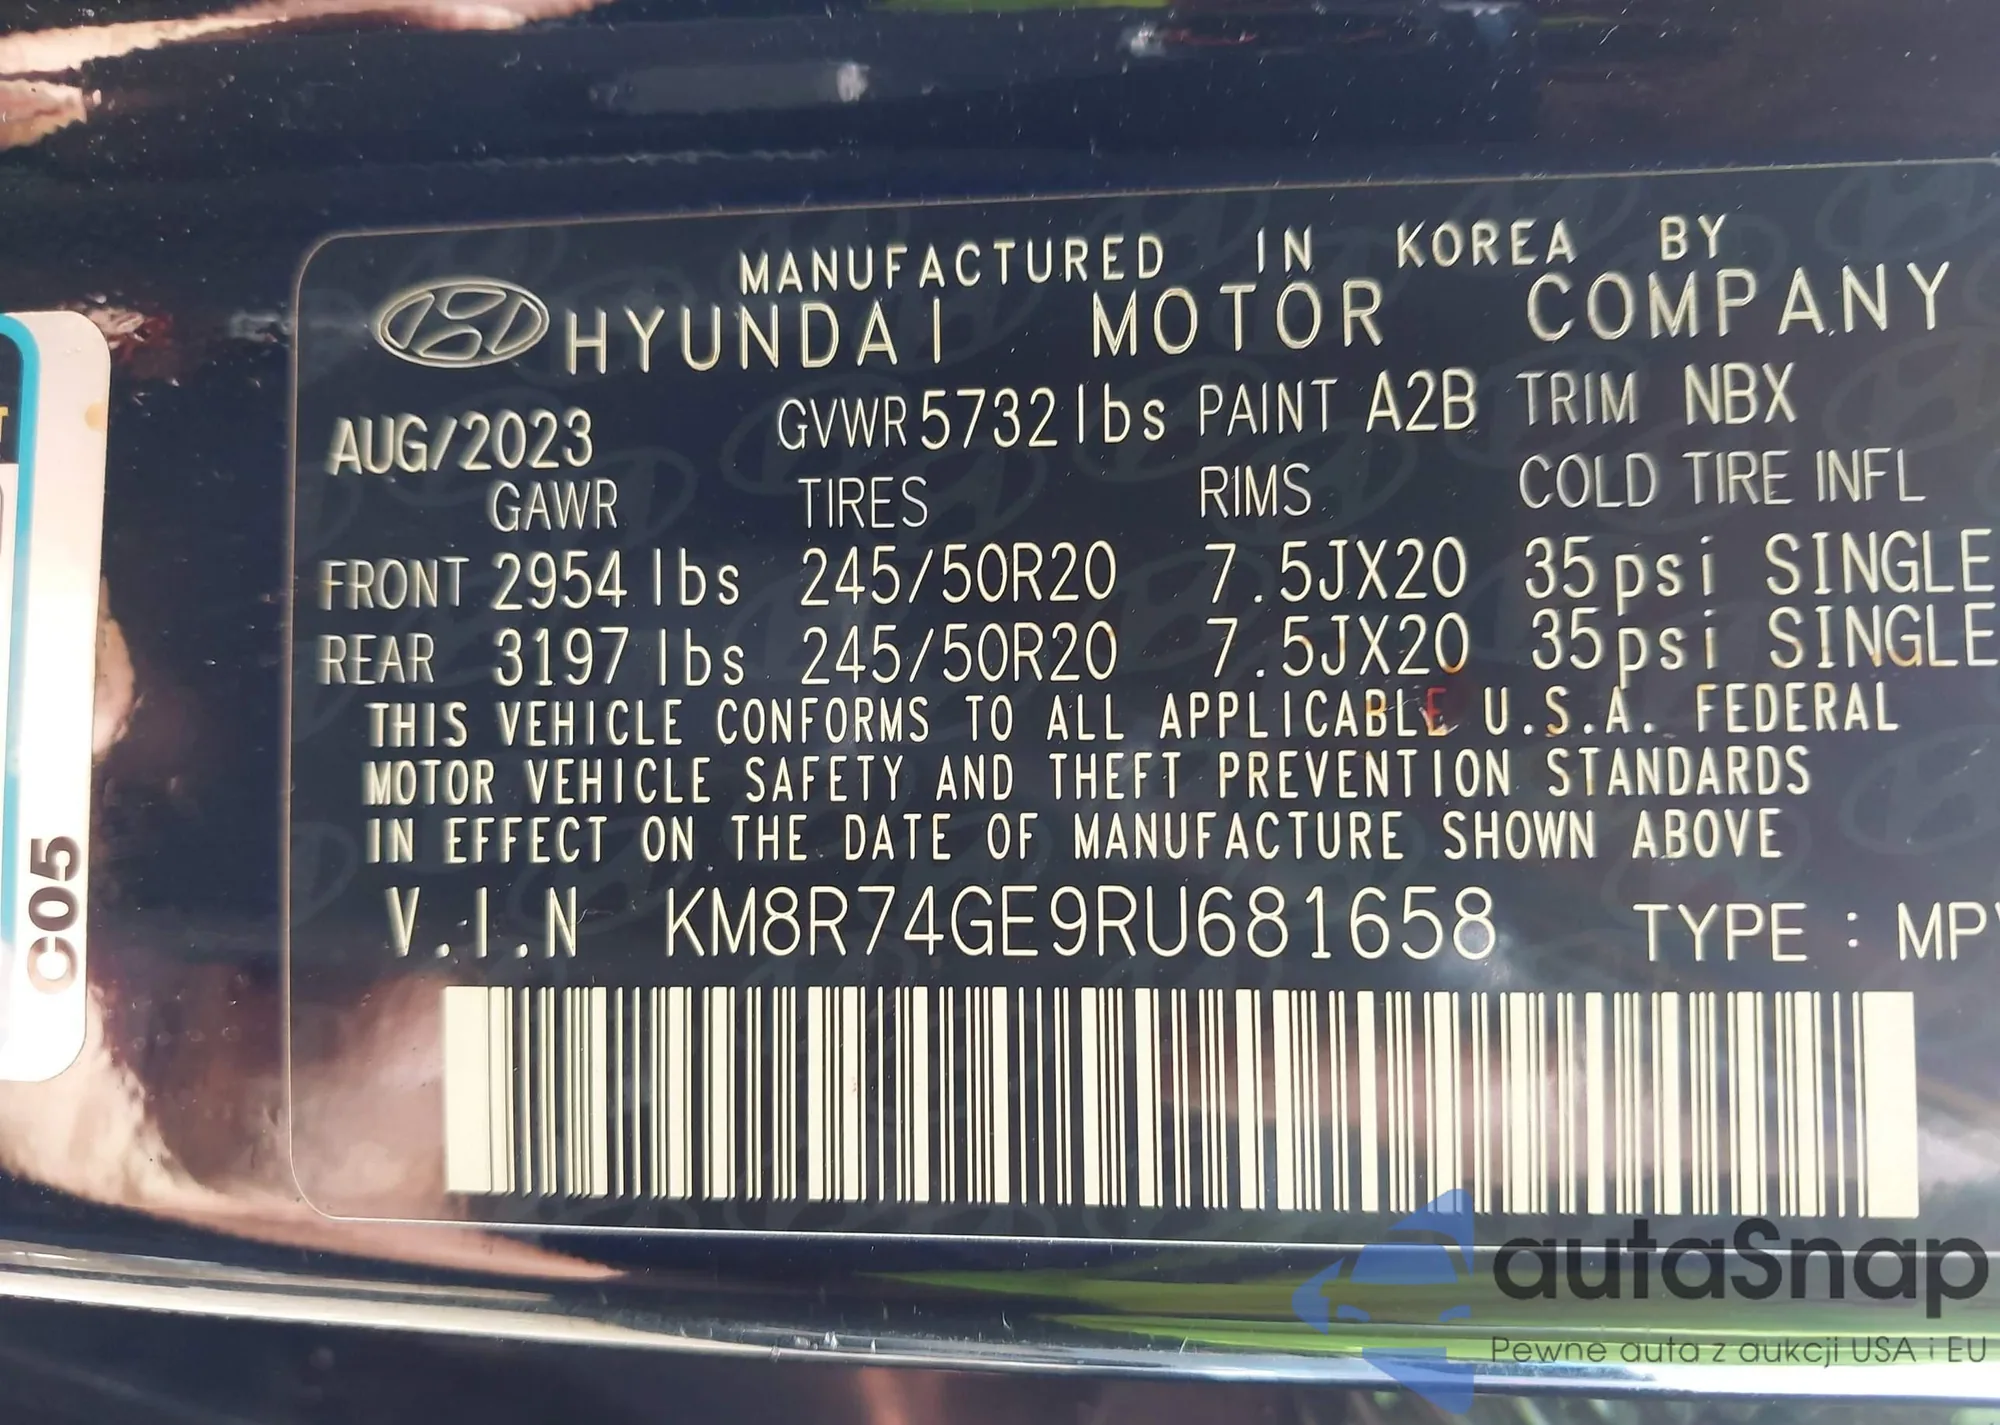 MANUFACTURED IN KOREA BY
HYUNDAI MOTOR COMPANY
AUG/2023 GVWR 5732 lbs PAINT A2B TRIM NBX
GAWR TIRES RIMS COLD TIRE INFL
FRONT 2954 lbs 245/50R20 7.5JX20 35psi SINGLE
REAR 3197 lbs 245/50R20 7.5JX20 35psi SINGLE
THIS VEHICLE CONFORMS TO ALL APPLICABLE U.S.A. FEDERAL
MOTOR VEHICLE SAFETY AND THEFT PREVENTION STANDARDS
IN EFFECT ON THE DATE OF MANUFACTURE SHOWN ABOVE
V.I.N KM8R74GE9RU681658 TYPE : MPV
C05
autaSnap
Pewne auta z aukcji USA i EU